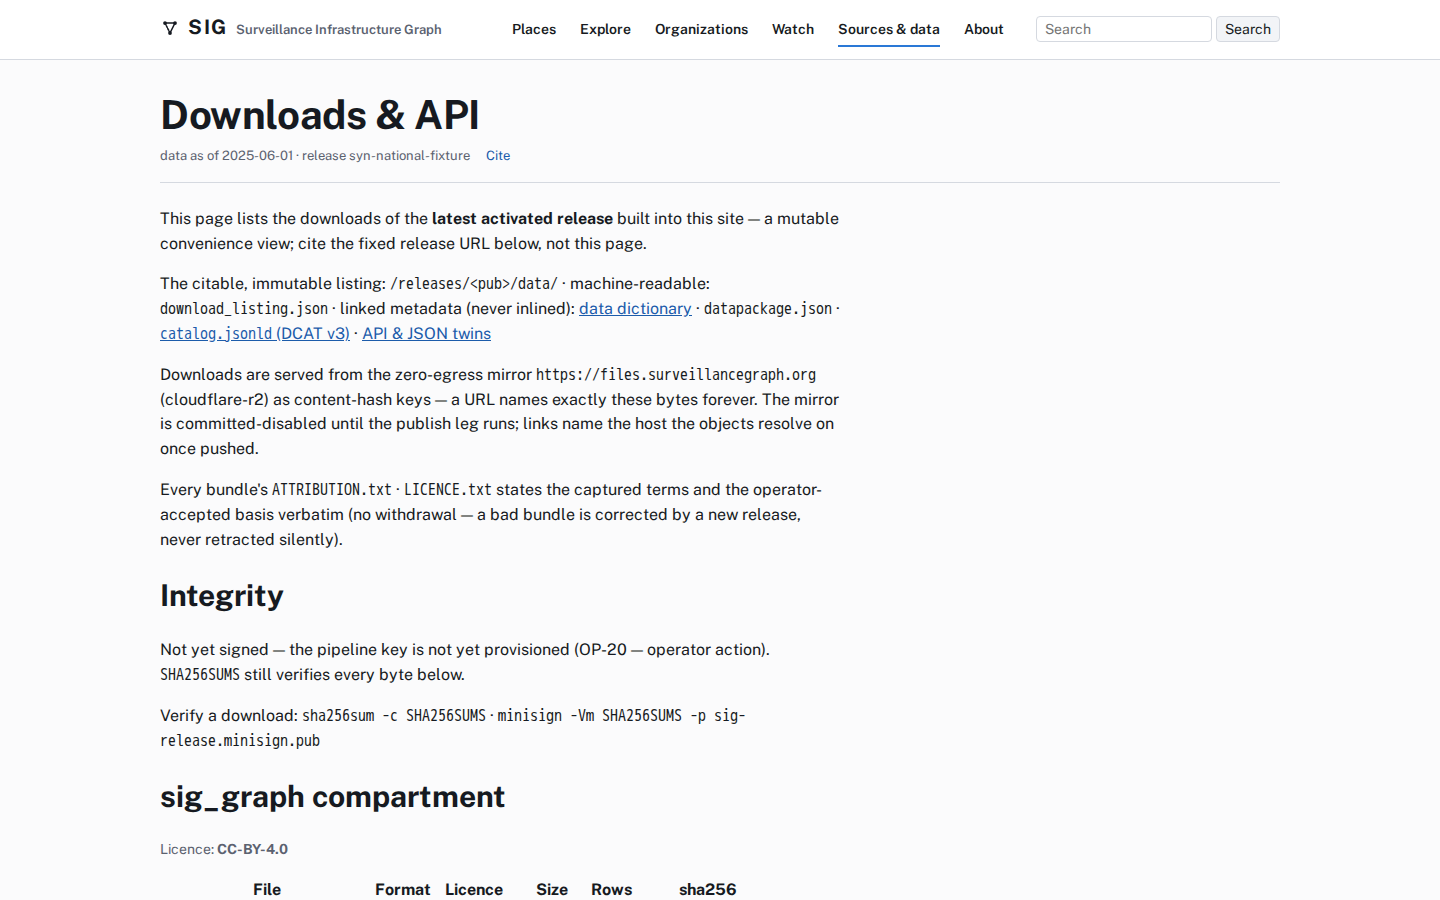 SIG Surveillance Infrastructure Graph Places Explore Organizations Watch Sources & data About Search Search
Downloads & API
data as of 2025-06-01 · release syn-national-fixture Cite
This page lists the downloads of the latest activated release built into this site — a mutable
convenience view; cite the fixed release URL below, not this page.
The citable, immutable listing: /releases/<pub>/data/ · machine-readable:
download_listing.json · linked metadata (never inlined): data dictionary · datapackage.json ·
catalog.jsonld (DCAT v3) · API & JSON twins
Downloads are served from the zero-egress mirror https://files.surveillancegraph.org
(cloudflare-r2) as content-hash keys — a URL names exactly these bytes forever. The mirror
is committed-disabled until the publish leg runs; links name the host the objects resolve on
once pushed.
Every bundle's ATTRIBUTION.txt · LICENCE.txt states the captured terms and the operator-
accepted basis verbatim (no withdrawal — a bad bundle is corrected by a new release,
never retracted silently).
Integrity
Not yet signed — the pipeline key is not yet provisioned (OP-20 — operator action).
SHA256SUMS still verifies every byte below.
Verify a download: sha256sum -c SHA256SUMS · minisign -Vm SHA256SUMS -p sig-
release.minisign.pub
sig_graph compartment
Licence: CC-BY-4.0
File Format Licence Size Rows sha256